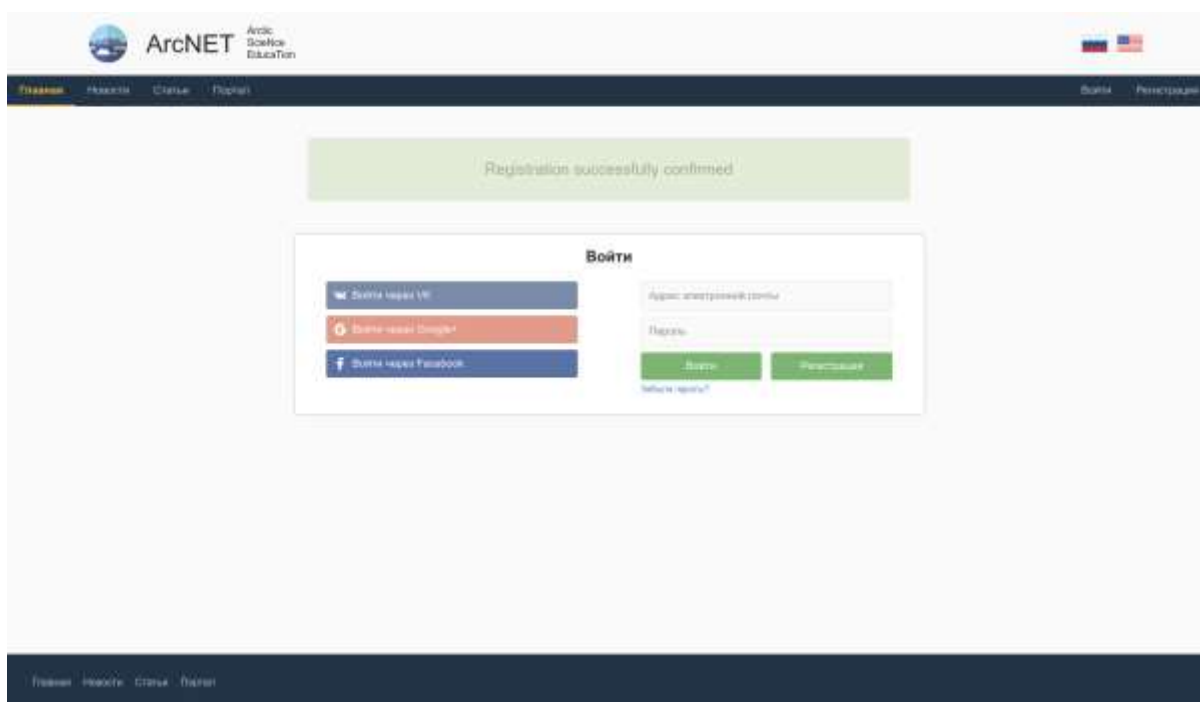 ArcNET
Arctic
ScieNce
EducaTion
Главная Новости Статьи Портал
Войти Регистрация
Registration successfully confirmed
Войти
Войти через VK
Адрес электронной почты
Войти через Google+
Пароль
Войти через Facebook
Войти Регистрация
Забыли пароль?
Главная Новости Статьи Портал